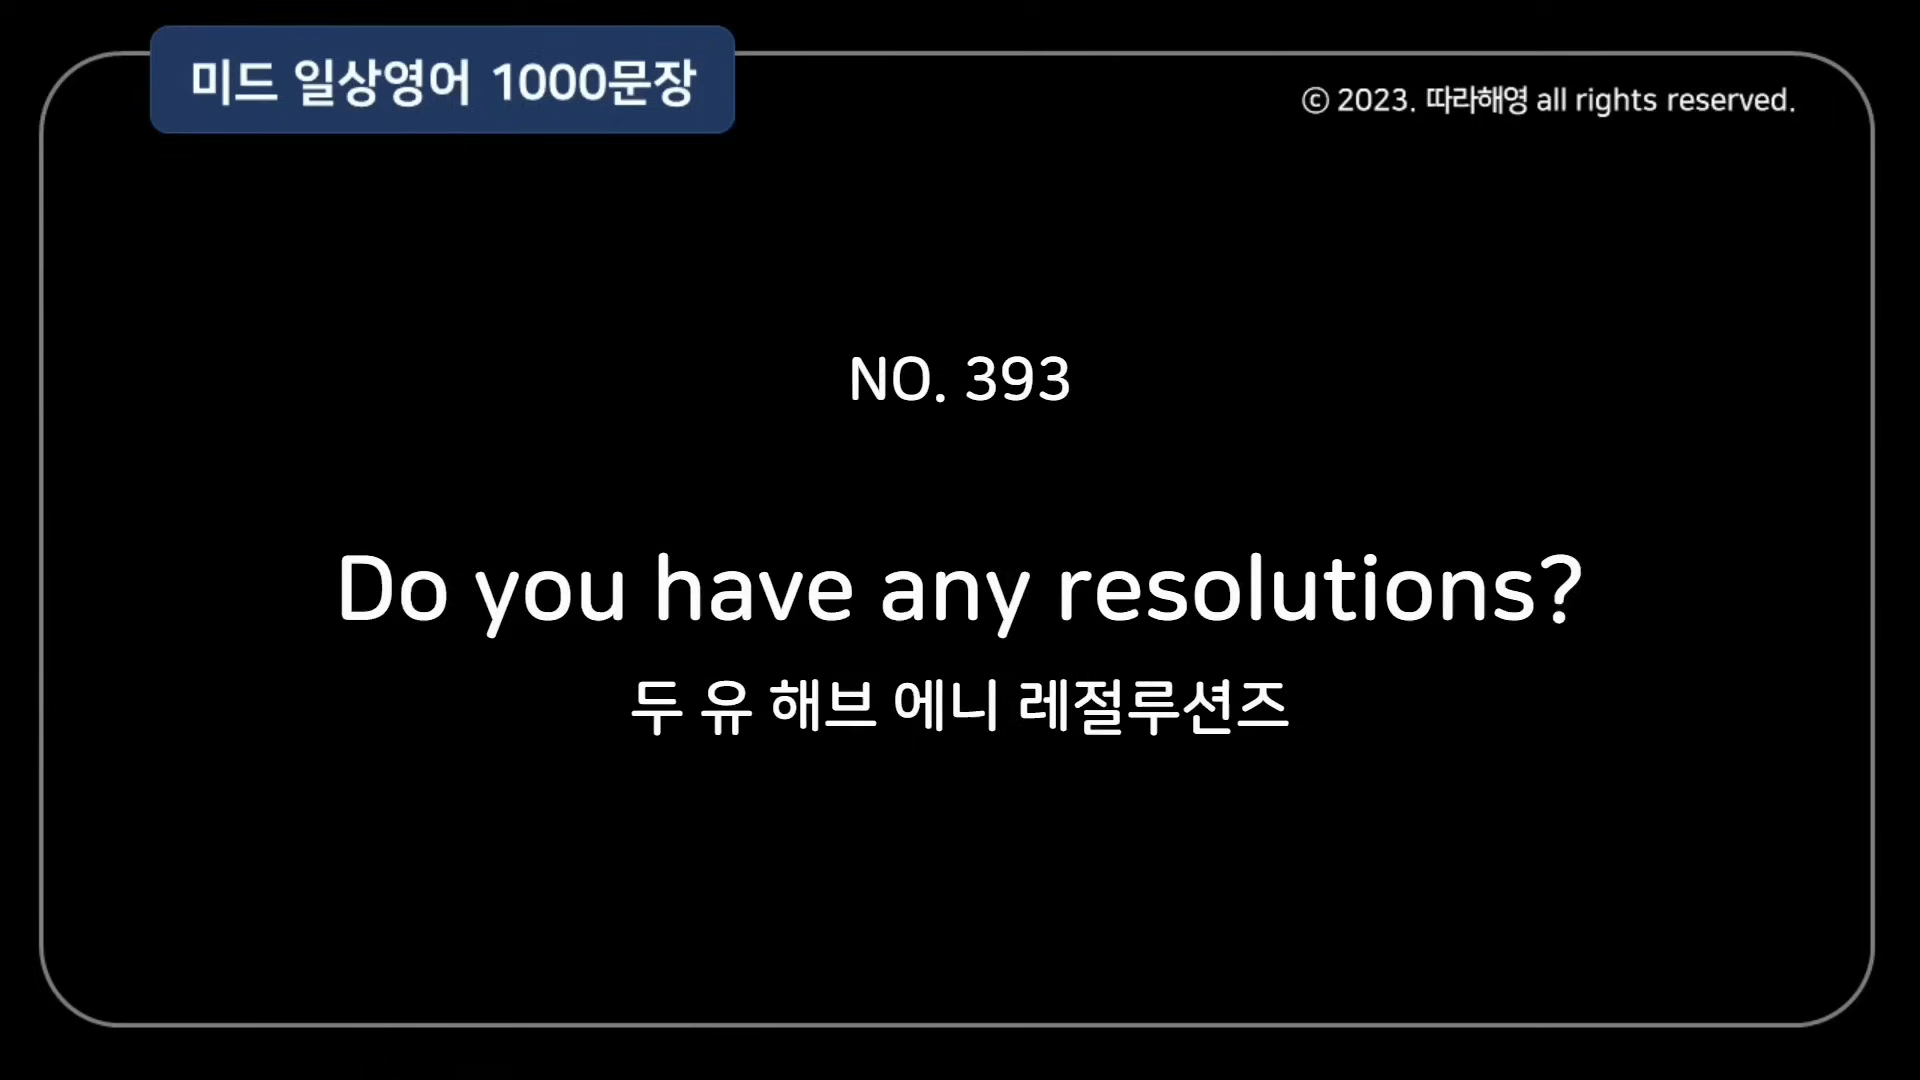 미드 일상영어 1000문장
ⓒ 2023. 따라해영 all rights reserved.
NO. 393
Do you have any resolutions?
두 유 해브 에니 레절루션즈